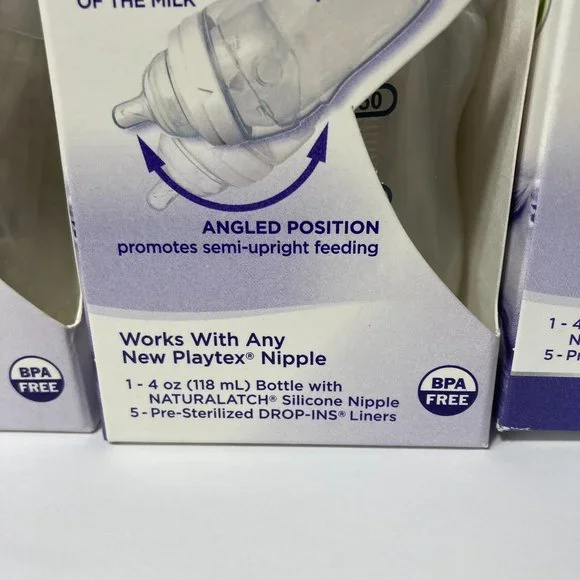 OF THE MILK
ANGLED POSITION
promotes semi-upright feeding
Works With Any
New Playtex® Nipple
1 - 4 oz (118 mL) Bottle with
NATURALATCH® Silicone Nipple
5 - Pre-Sterilized DROP-INS® Liners
BPA
FREE
BPA
FREE
1 - 4
N
5 - Pr